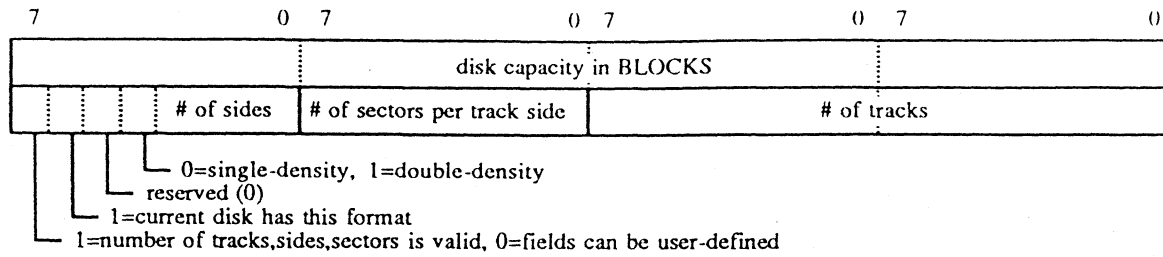 7 0 7 0 7 0 7 0
disk capacity in BLOCKS
# of sides # of sectors per track side # of tracks
0=single-density, 1=double-density
reserved (0)
1=current disk has this format
1=number of tracks,sides,sectors is valid, 0=fields can be user-defined